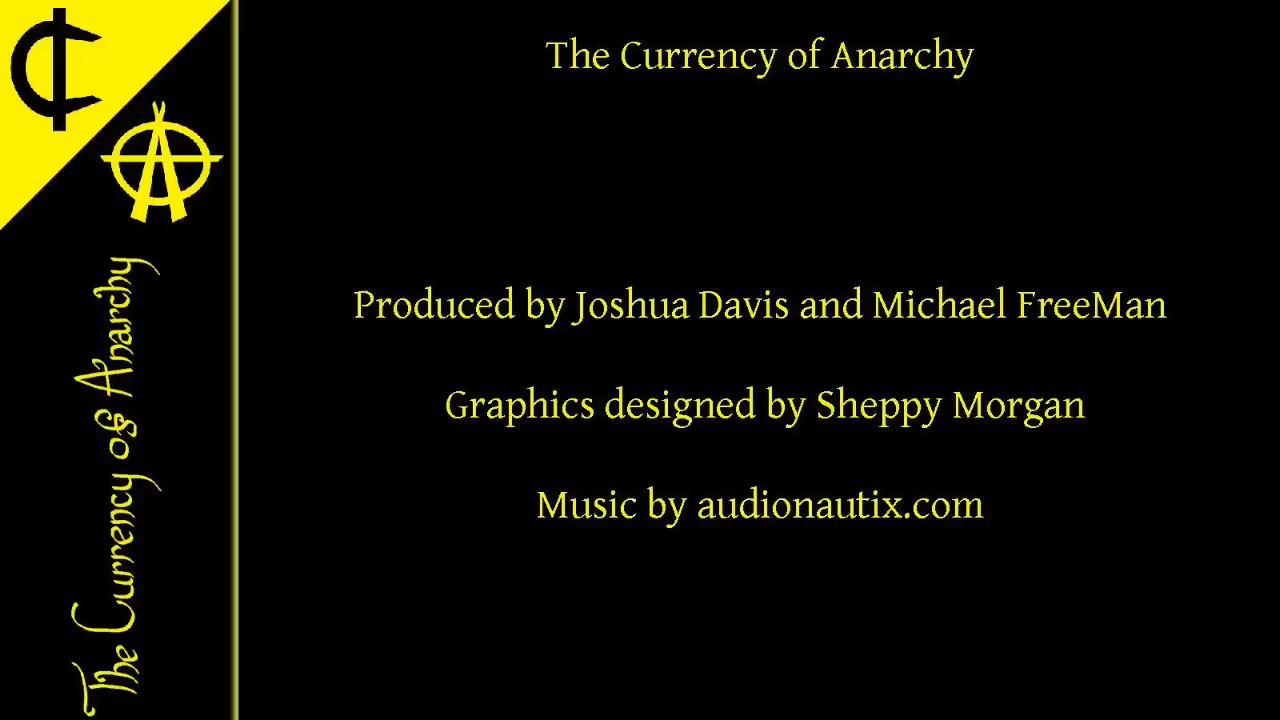 The Currency of Anarchy
The Currency of Anarchy
Produced by Joshua Davis and Michael FreeMan
Graphics designed by Sheppy Morgan
Music by audionautix.com